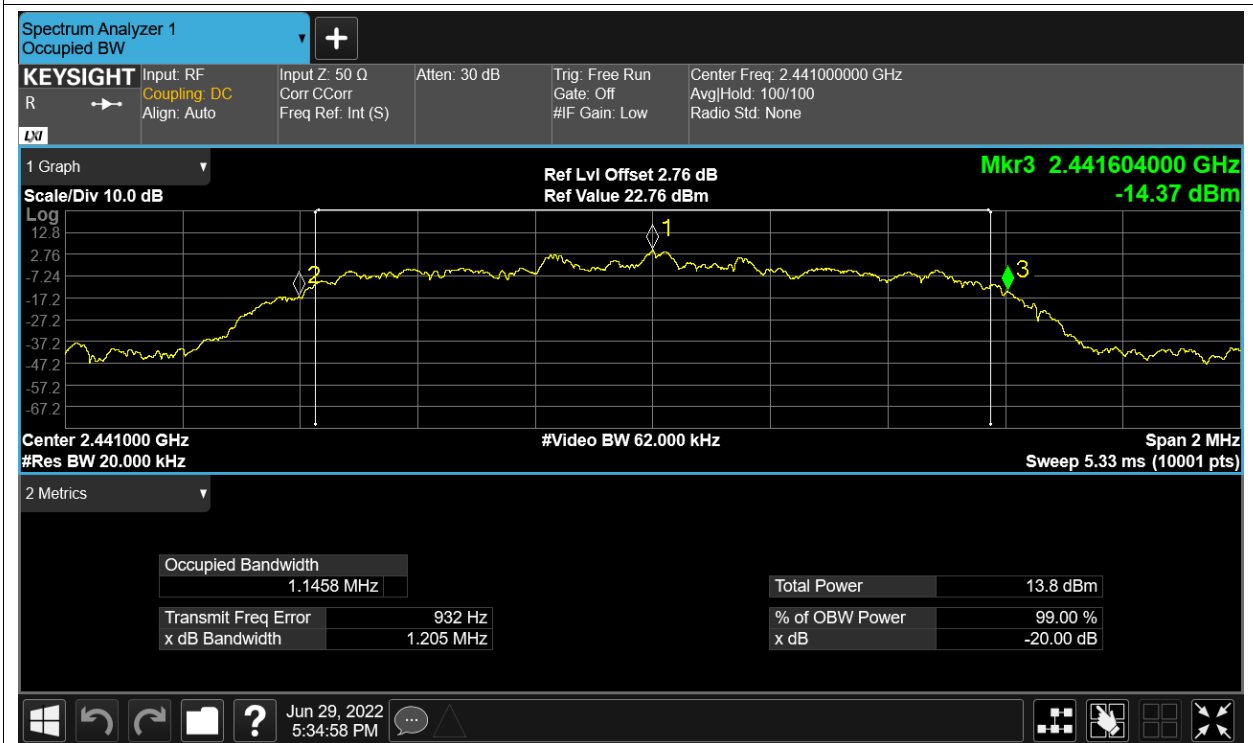 Spectrum Analyzer 1
Occupied BW
KEYSIGHT
R
LXI
Input: RF
Coupling: DC
Align: Auto
Input Z: 50 Ω
Corr CCorr
Freq Ref: Int (S)
Atten: 30 dB
Trig: Free Run
Gate: Off
#IF Gain: Low
Center Freq: 2.441000000 GHz
Avg|Hold: 100/100
Radio Std: None
1 Graph
Scale/Div 10.0 dB
Ref Lvl Offset 2.76 dB
Ref Value 22.76 dBm
Mkr3 2.441604000 GHz
-14.37 dBm
Log
12.8
2.76
-7.24
-17.2
-27.2
-37.2
-47.2
-57.2
-67.2
1
2
3
Center 2.441000 GHz
#Res BW 20.000 kHz
#Video BW 62.000 kHz
Span 2 MHz
Sweep 5.33 ms (10001 pts)
2 Metrics
Occupied Bandwidth
1.1458 MHz
Total Power 13.8 dBm
Transmit Freq Error 932 Hz
% of OBW Power 99.00 %
x dB Bandwidth 1.205 MHz
x dB -20.00 dB
?
Jun 29, 2022
5:34:58 PM